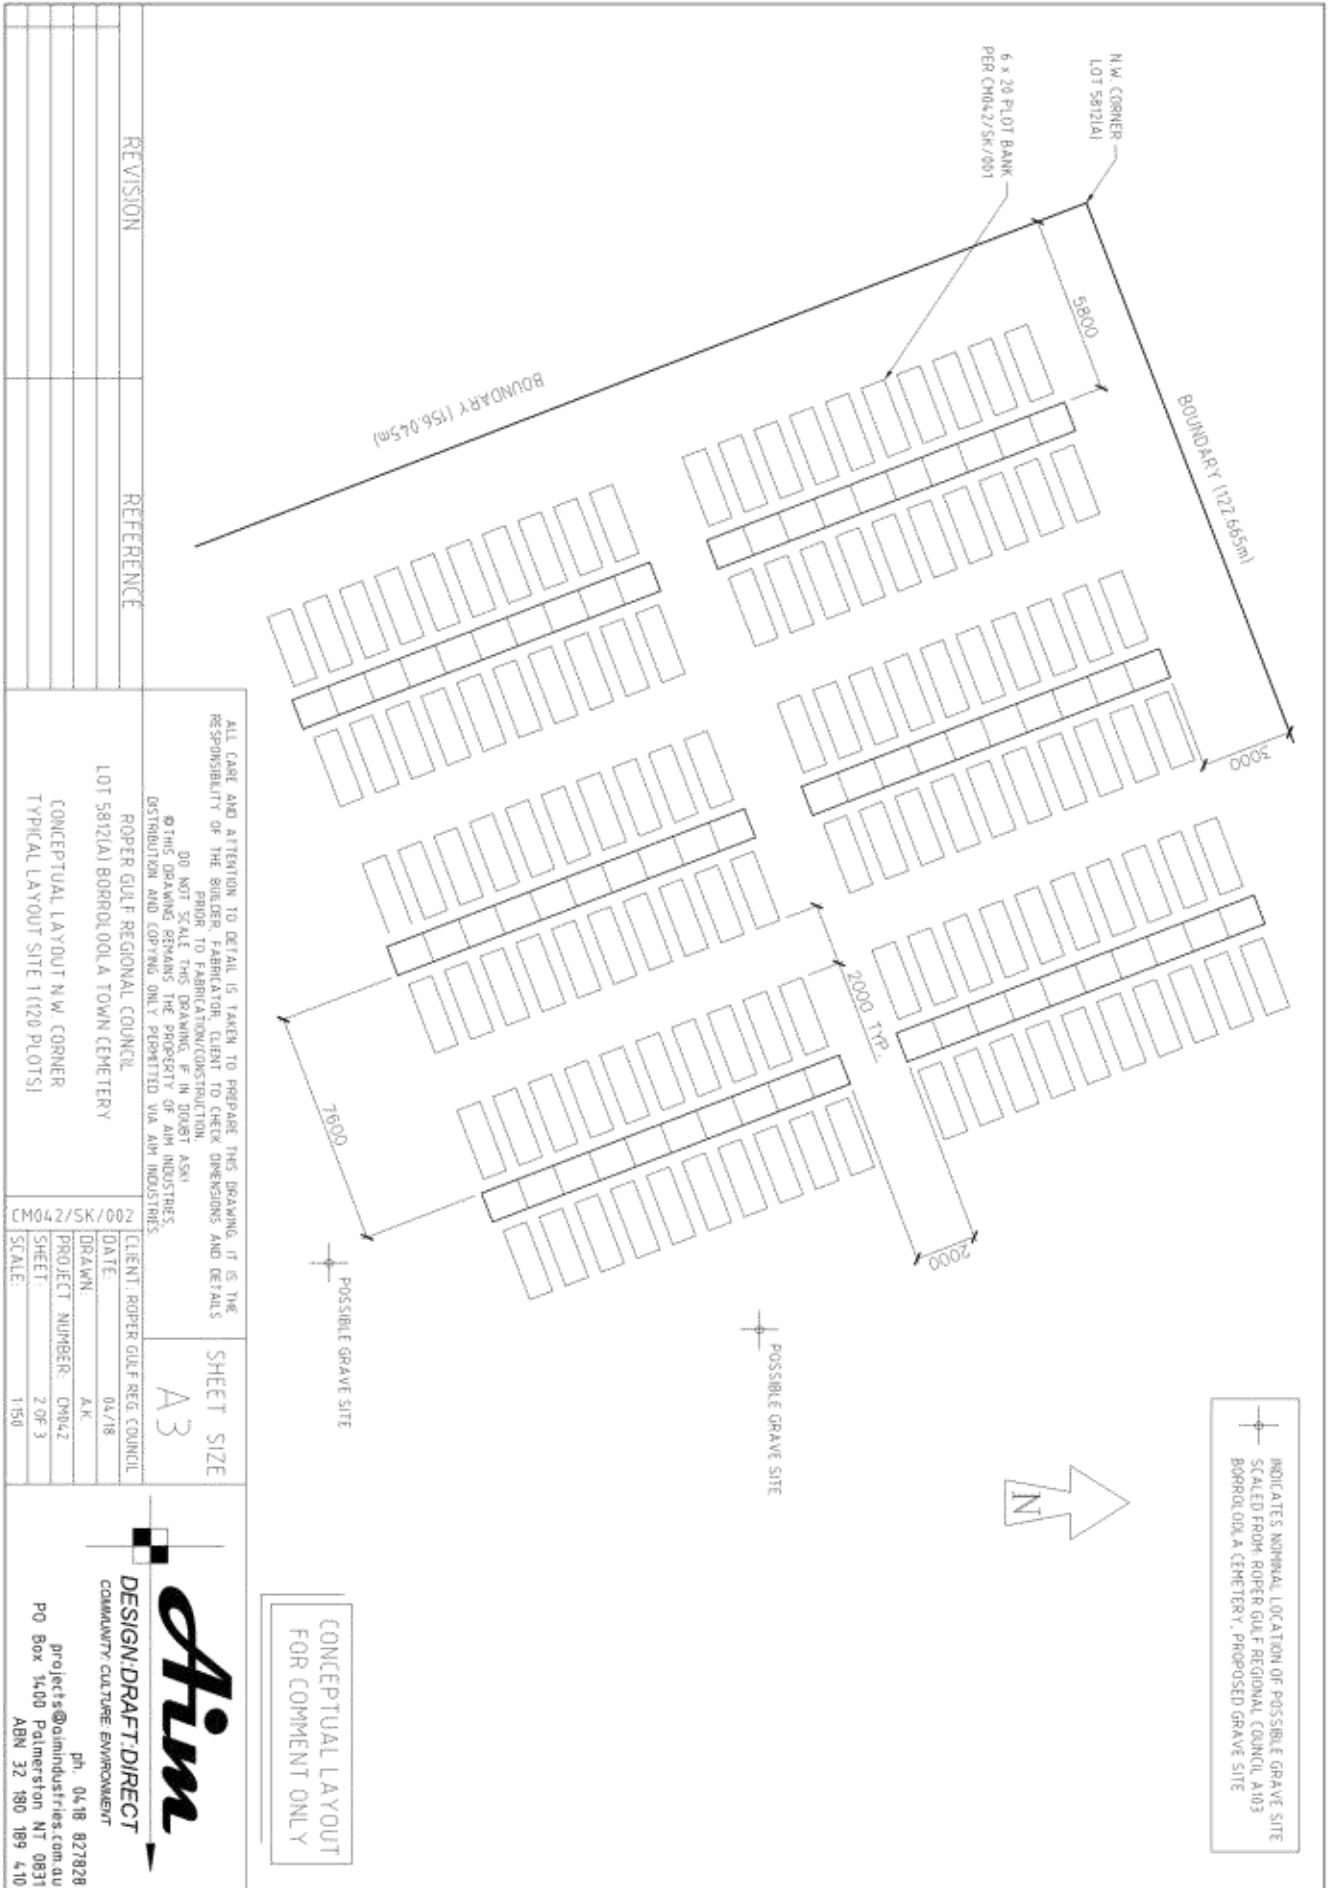 N.W. CORNER
LOT 5812(A)
6 x 20 PLOT BANK
PER CM042/SK/001
5800
BOUNDARY (122.665m)
BOUNDARY (156.045m)
3000
2000 TYP.
2000
7600
POSSIBLE GRAVE SITE
POSSIBLE GRAVE SITE
N
INDICATES NOMINAL LOCATION OF POSSIBLE GRAVE SITE
SCALED FROM: ROPER GULF REGIONAL COUNCIL A103
BORROLOOLA CEMETERY, PROPOSED GRAVE SITE
CONCEPTUAL LAYOUT
FOR COMMENT ONLY
REVISION
REFERENCE
ALL CARE AND ATTENTION TO DETAIL IS TAKEN TO PREPARE THIS DRAWING. IT IS THE
RESPONSIBILITY OF THE BUILDER, FABRICATOR, CLIENT TO CHECK DIMENSIONS AND DETAILS
PRIOR TO FABRICATION/CONSTRUCTION.
DO NOT SCALE THIS DRAWING, IF IN DOUBT ASK!
© THIS DRAWING REMAINS THE PROPERTY OF AIM INDUSTRIES.
DISTRIBUTION AND COPYING ONLY PERMITTED VIA AIM INDUSTRIES.
ROPER GULF REGIONAL COUNCIL
LOT 5812(A) BORROLOOLA TOWN CEMETERY
CONCEPTUAL LAYOUT N.W. CORNER
TYPICAL LAYOUT SITE 1 (120 PLOTS)
SHEET SIZE
A3
CM042/SK/002
CLIENT: ROPER GULF REG. COUNCIL
DATE: 04/18
DRAWN: A.K.
PROJECT NUMBER: CM042
SHEET: 2 OF 3
SCALE: 1:150
Aim
DESIGN:DRAFT:DIRECT
COMMUNITY: CULTURE: ENVIRONMENT
ph. 0418 827828
projects@aimindustries.com.au
PO Box 1400 Palmerston NT 0831
ABN 32 180 189 410